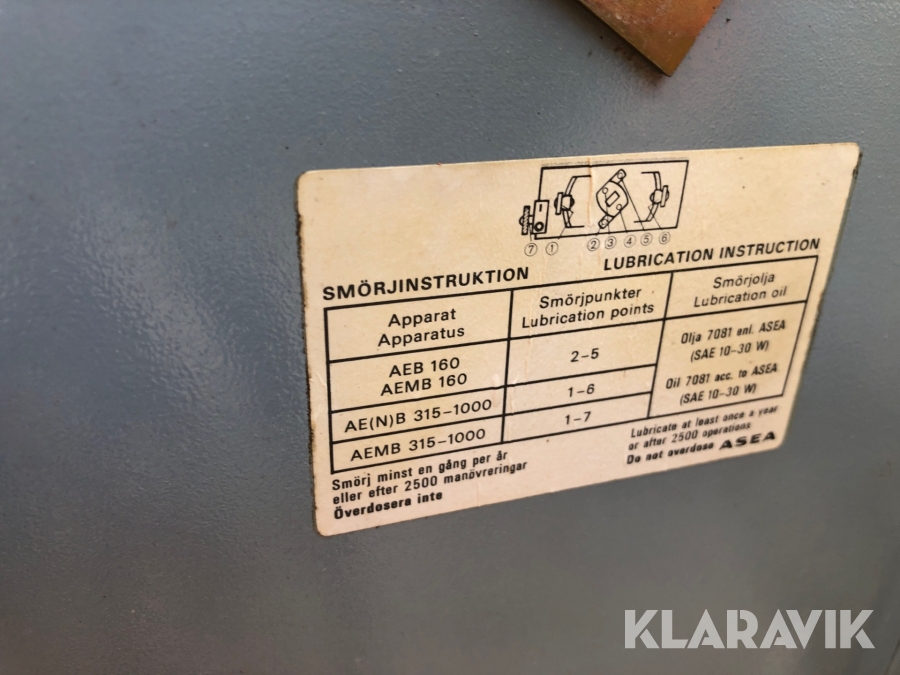 ⑦ ① ② ③ ④ ⑤ ⑥
SMÖRJINSTRUKTION LUBRICATION INSTRUCTION
Apparat
Apparatus
Smörjpunkter
Lubrication points
Smörjolja
Lubrication oil
AEB 160
AEMB 160
2-5
Olja 7081 enl. ASEA
(SAE 10-30 W)
Oil 7081 acc. to ASEA
(SAE 10-30 W)
AE(N)B 315-1000
1-6
AEMB 315-1000
1-7
Smörj minst en gång per år
eller efter 2500 manövreringar
Överdosera inte
Lubricate at least once a year
or after 2500 operations
Do not overdose ASEA
KLARAVIK